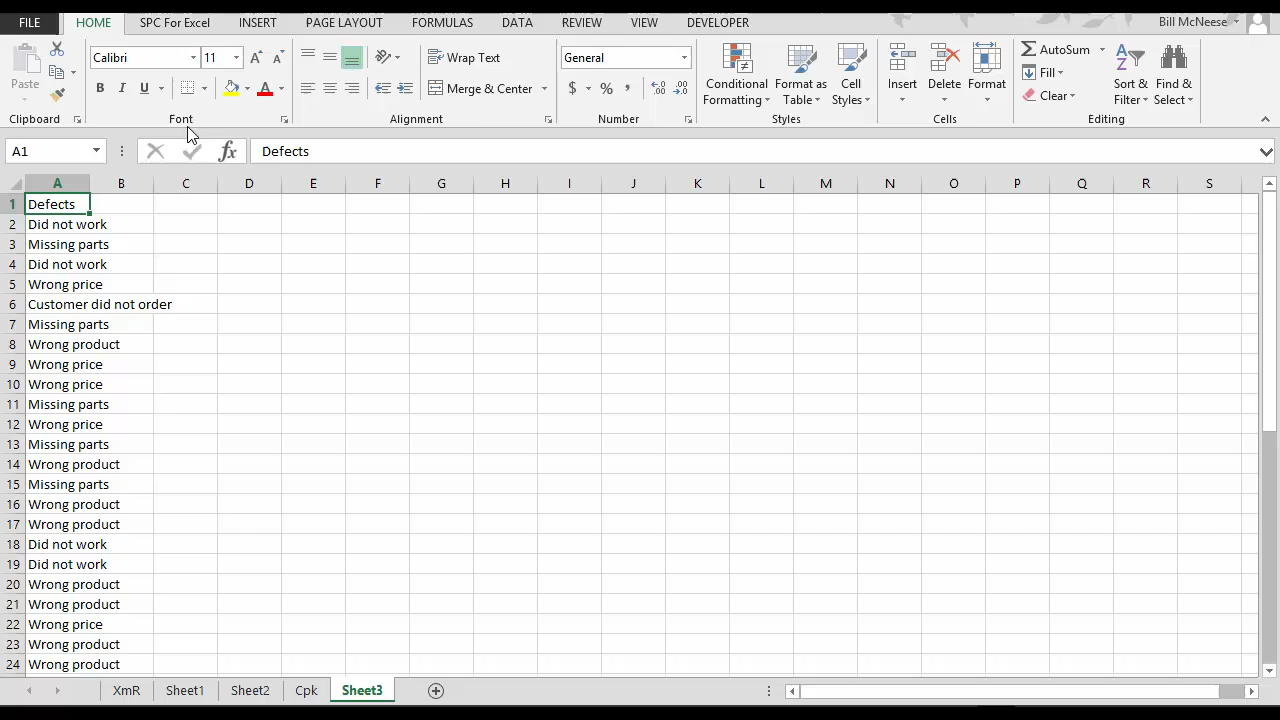 FILE HOME SPC For Excel INSERT PAGE LAYOUT FORMULAS DATA REVIEW VIEW DEVELOPER Bill McNeese
Paste
Clipboard
Calibri 11
B I U A
Font
Wrap Text
Merge & Center
Alignment
General
$ % ,
Number
Conditional Formatting
Format as Table
Cell Styles
Styles
Insert
Delete
Format
Cells
AutoSum
Fill
Clear
Sort & Filter
Find & Select
Editing
A1 fx Defects
A B C D E F G H I J K L M N O P Q R S
1 Defects
2 Did not work
3 Missing parts
4 Did not work
5 Wrong price
6 Customer did not order
7 Missing parts
8 Wrong product
9 Wrong price
10 Wrong price
11 Missing parts
12 Wrong price
13 Missing parts
14 Wrong product
15 Missing parts
16 Wrong product
17 Wrong product
18 Did not work
19 Did not work
20 Wrong product
21 Wrong product
22 Wrong price
23 Wrong product
24 Wrong product
XmR Sheet1 Sheet2 Cpk Sheet3